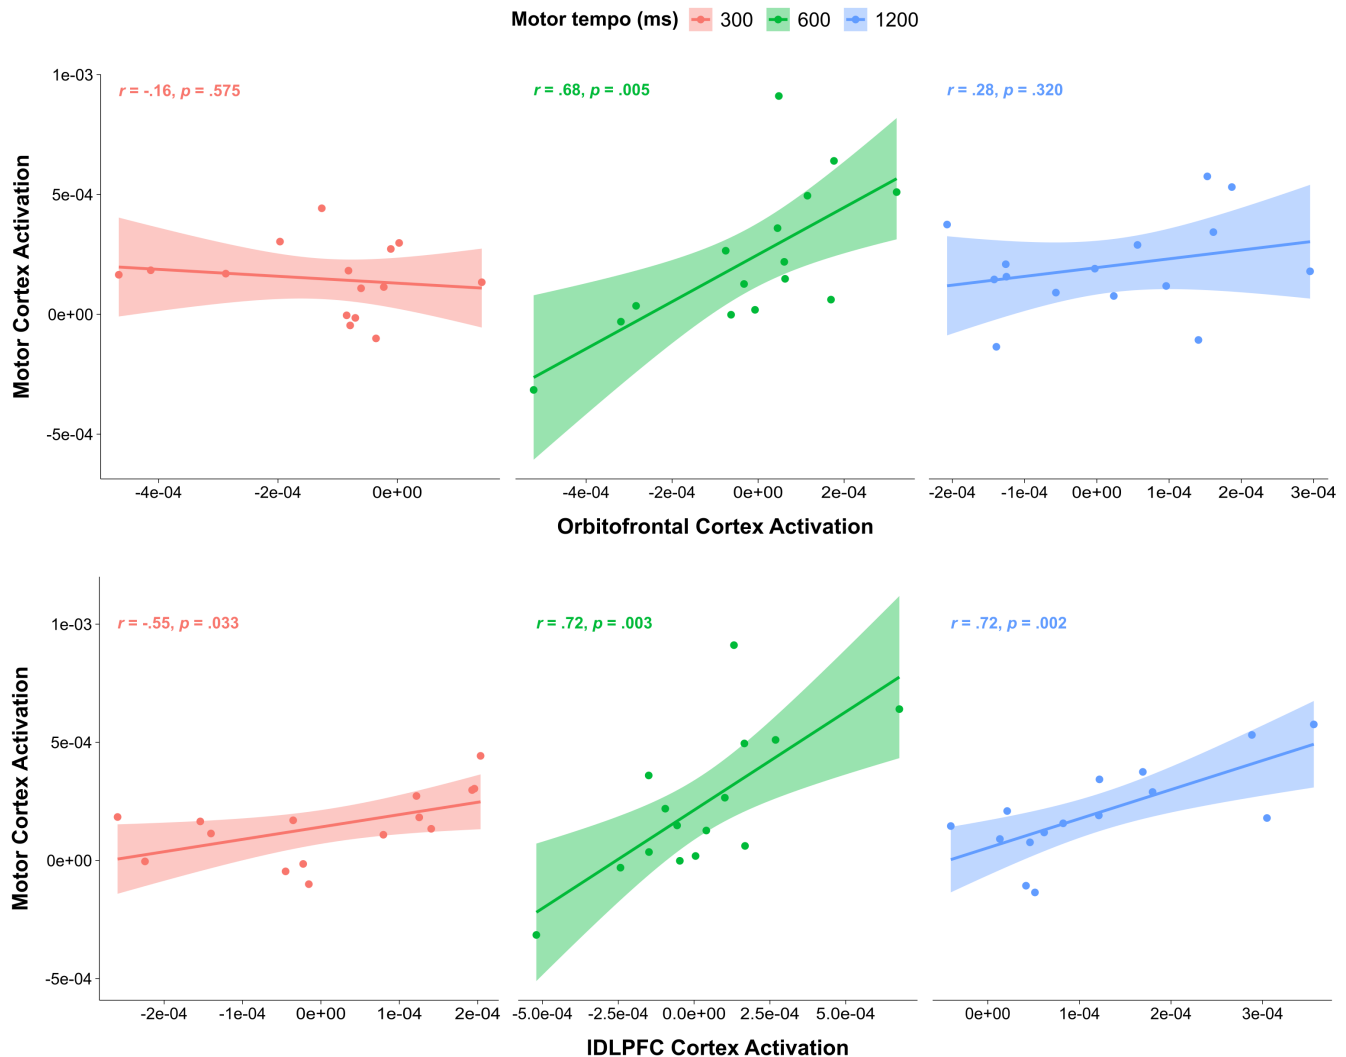 Motor tempo (ms) 300 600 1200
r = -.16, p = .575
r = .68, p = .005
r = .28, p = .320
Motor Cortex Activation
1e-03
5e-04
0e+00
-5e-04
-4e-04 -2e-04 0e+00
-4e-04 -2e-04 0e+00 2e-04
-2e-04 -1e-04 0e+00 1e-04 2e-04 3e-04
Orbitofrontal Cortex Activation
r = -.55, p = .033
r = .72, p = .003
r = .72, p = .002
Motor Cortex Activation
1e-03
5e-04
0e+00
-5e-04
-2e-04 -1e-04 0e+00 1e-04 2e-04
-5.0e-04 -2.5e-04 0.0e+00 2.5e-04 5.0e-04
0e+00 1e-04 2e-04 3e-04
lDLPFC Cortex Activation